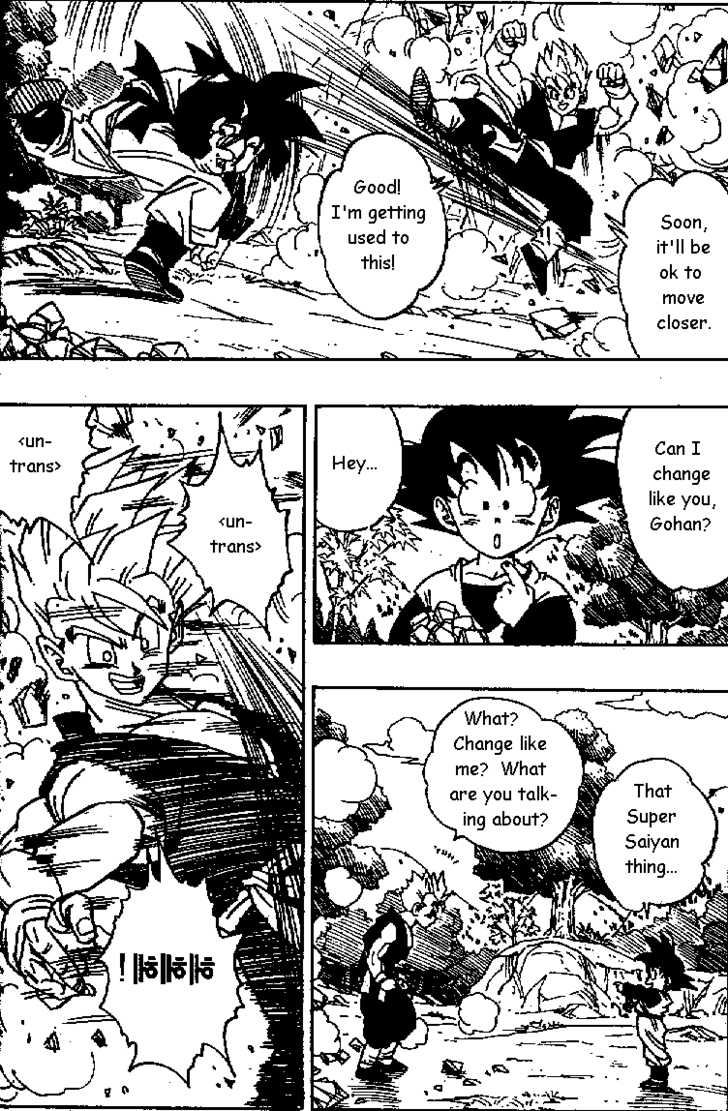 Good!
I'm getting
used to
this!
Soon,
it'll be
ok to
move
closer.
Hey...
Can I
change
like you,
Gohan?
What?
Change like
me? What
are you talk-
ing about?
That
Super
Saiyan
thing...
<un-
trans>
<un-
trans>